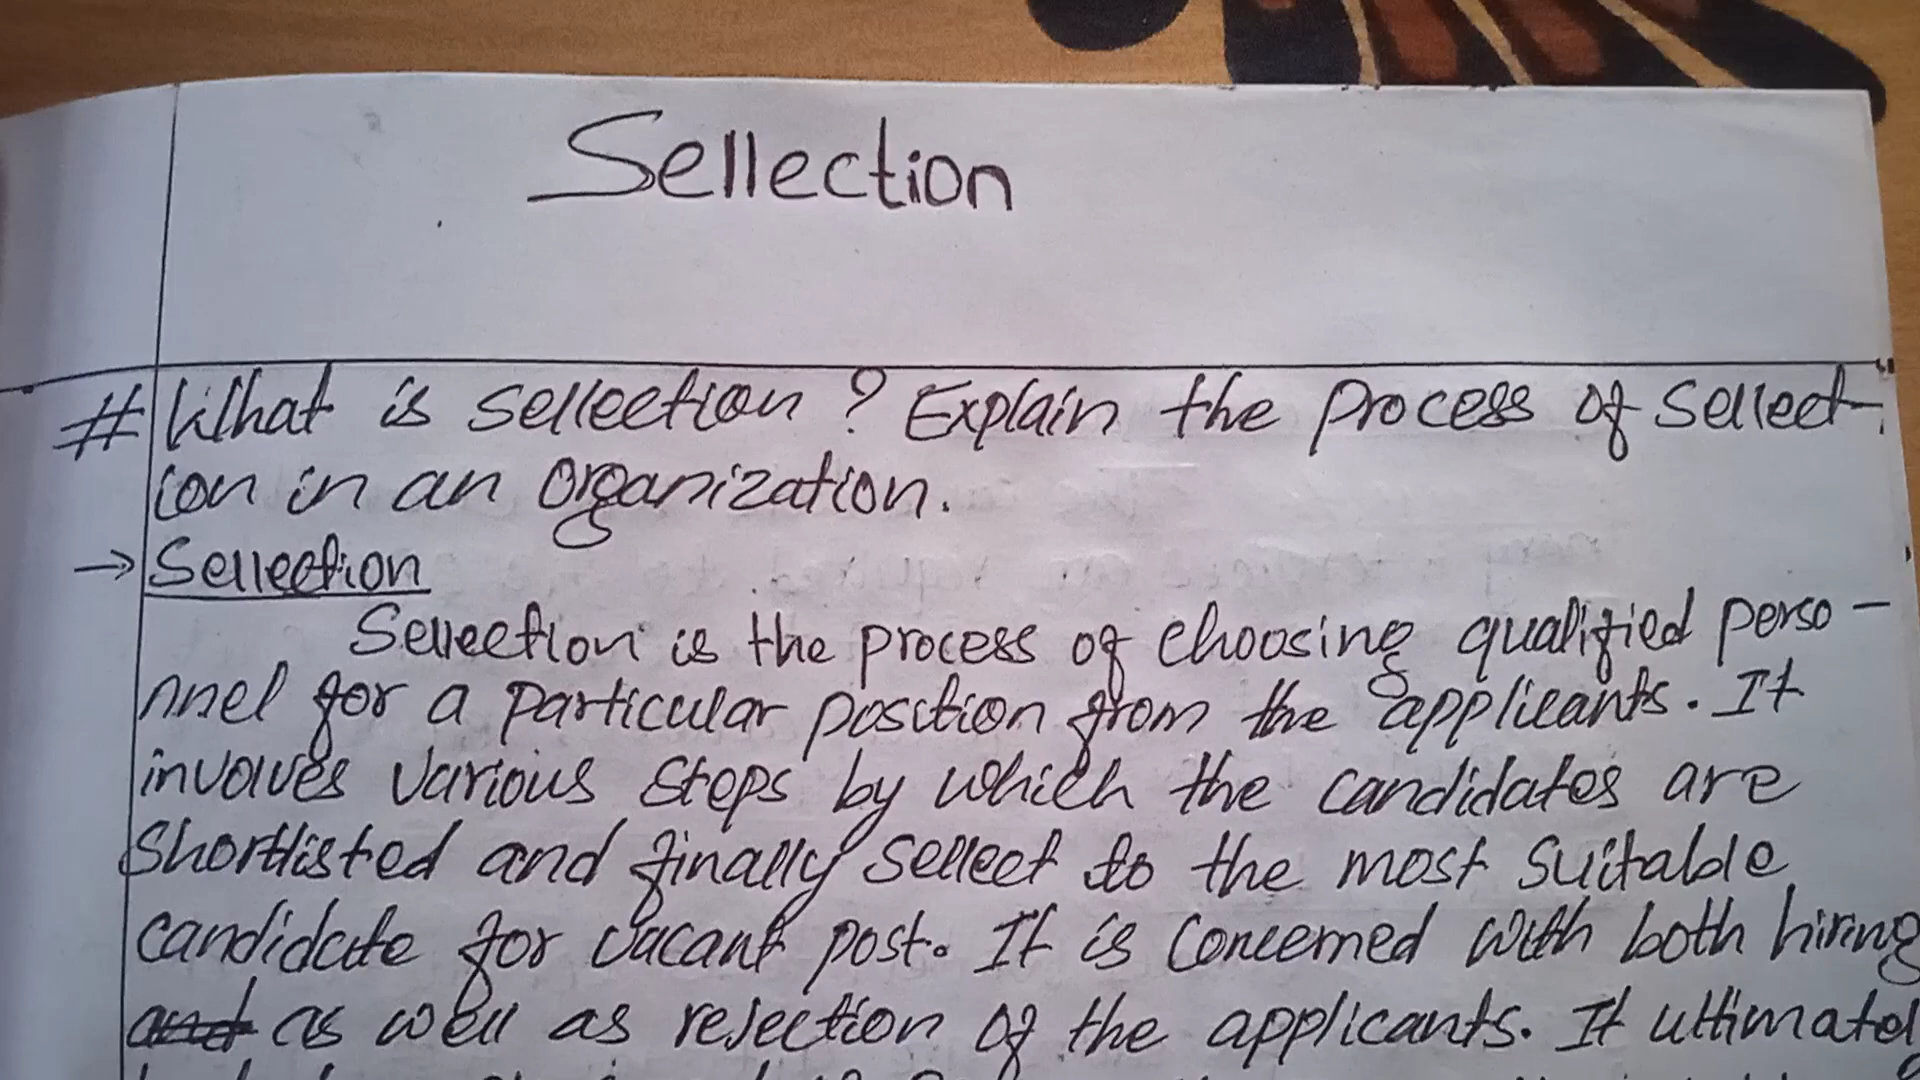 Sellection
# What is sellection? Explain the process of sellect-
ion in an organization.
→ Sellection
Sellection is the process of choosing qualified perso-
nnel for a particular position from the applicants. It
involves various steps by which the candidates are
shortlisted and finally sellect to the most suitable
candidate for vacant post. It is concerned with both hiring
and as well as rejection of the applicants. It ultimatel